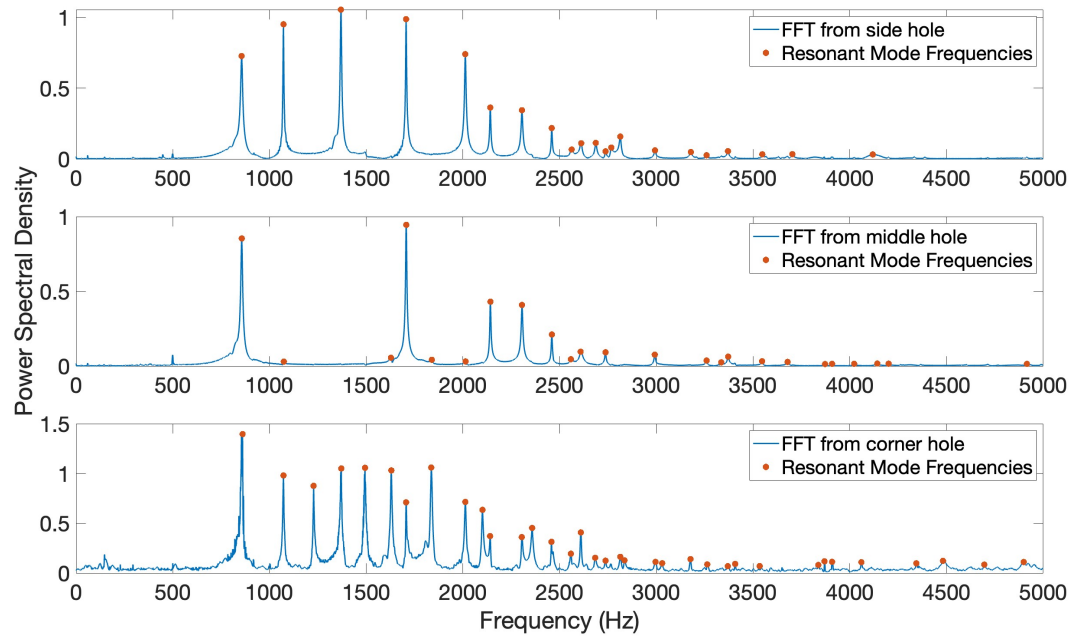 Power Spectral Density
1
0.5
0
FFT from side hole
Resonant Mode Frequencies
0 500 1000 1500 2000 2500 3000 3500 4000 4500 5000
1
0.5
0
FFT from middle hole
Resonant Mode Frequencies
0 500 1000 1500 2000 2500 3000 3500 4000 4500 5000
1.5
1
0.5
0
FFT from corner hole
Resonant Mode Frequencies
0 500 1000 1500 2000 2500 3000 3500 4000 4500 5000
Frequency (Hz)